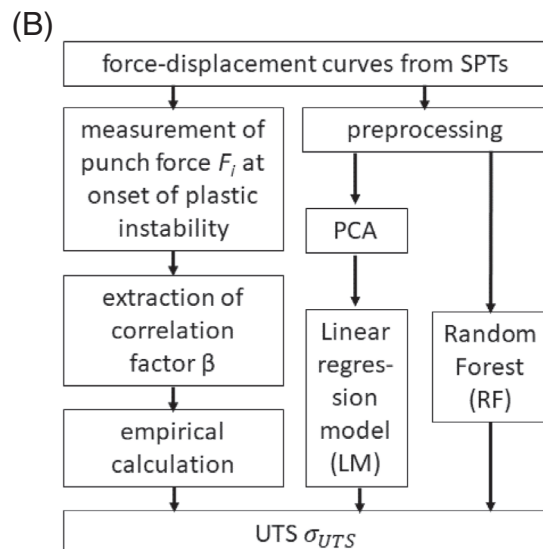 (B)
force-displacement curves from SPTs
measurement of
punch force Fᵢ at
onset of plastic
instability
extraction of
correlation
factor β
empirical
calculation
preprocessing
PCA
Linear
regres-
sion
model
(LM)
Random
Forest
(RF)
UTS σ_UTS